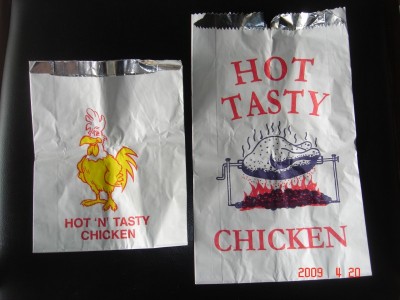 HOT 'N' TASTY
CHICKEN
HOT
TASTY
CHICKEN
2009 4 20